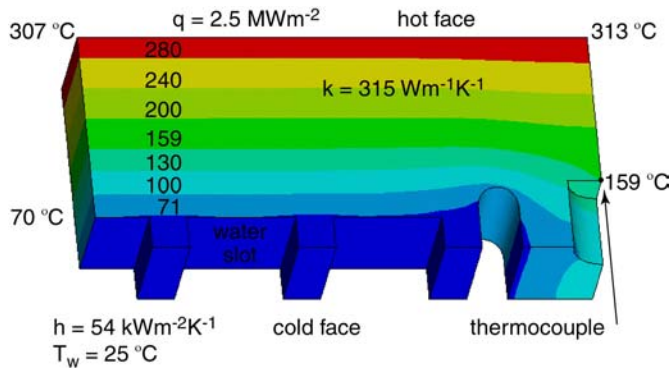 307 °C q = 2.5 MWm-2 hot face 313 °C
280
240 k = 315 Wm-1K-1
200
159
130
100 159 °C
71
70 °C
water
slot
h = 54 kWm-2K-1 cold face thermocouple
Tw = 25 °C